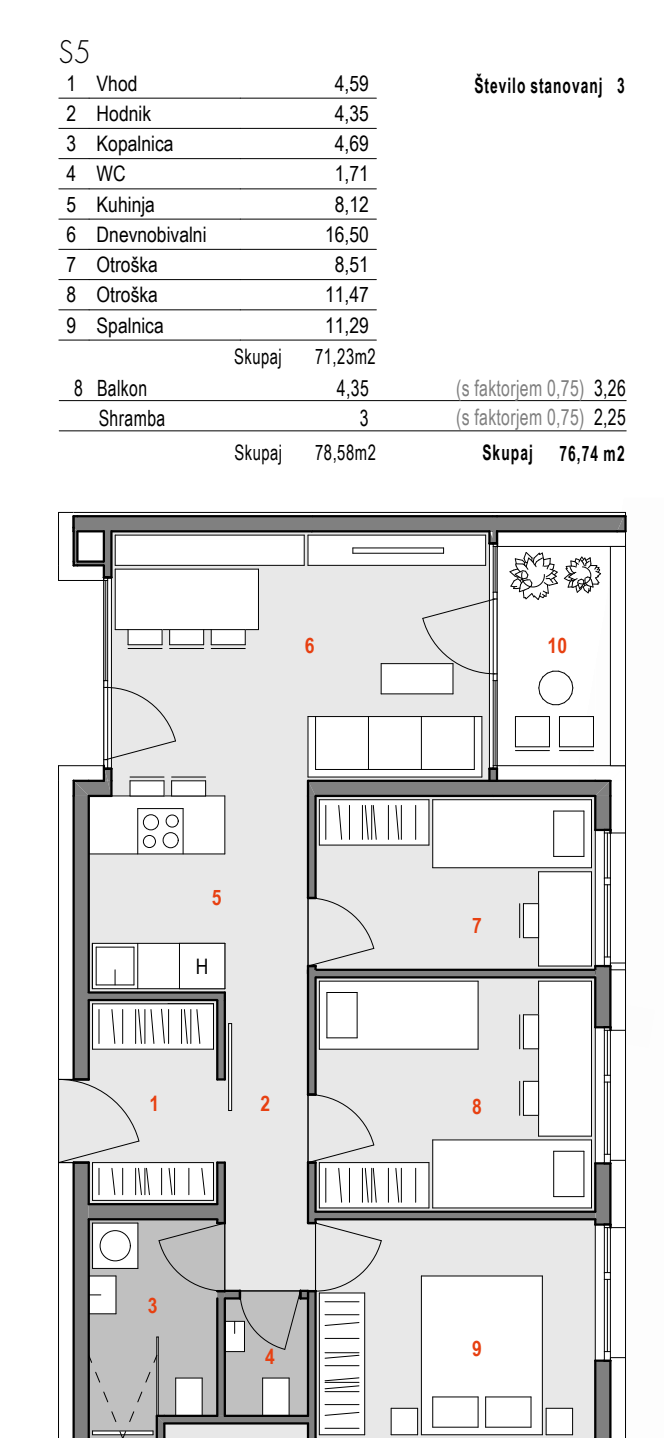 S5
1 Vhod 4,59 Število stanovanj 3
2 Hodnik 4,35
3 Kopalnica 4,69
4 WC 1,71
5 Kuhinja 8,12
6 Dnevnobivalni 16,50
7 Otroška 8,51
8 Otroška 11,47
9 Spalnica 11,29
Skupaj 71,23m2
8 Balkon 4,35 (s faktorjem 0,75) 3,26
Shramba 3 (s faktorjem 0,75) 2,25
Skupaj 78,58m2 Skupaj 76,74 m2
6 10
5
7
H
1 2 8
3
4 9